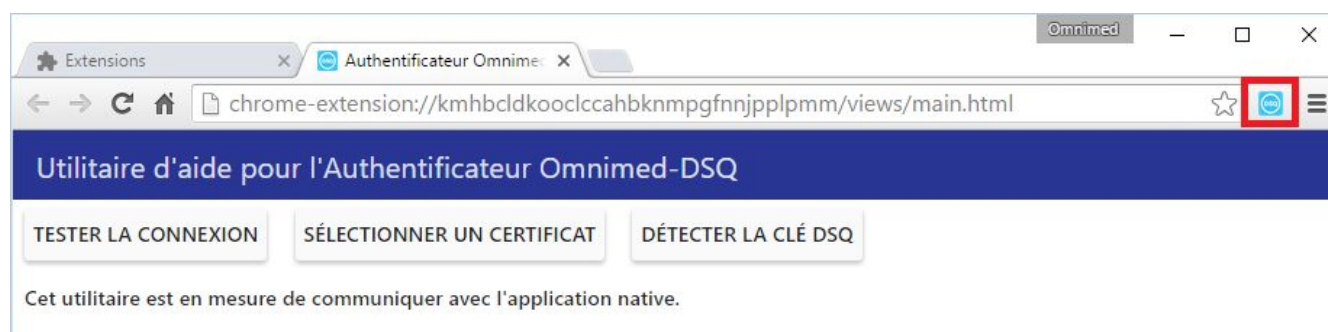 Omnimed
Extensions
Authentificateur Omnimed
chrome-extension://kmhbcldkooclccahbknmpgfnnjpplpmm/views/main.html
DSQ
Utilitaire d'aide pour l'Authentificateur Omnimed-DSQ
TESTER LA CONNEXION SÉLECTIONNER UN CERTIFICAT DÉTECTER LA CLÉ DSQ
Cet utilitaire est en mesure de communiquer avec l'application native.